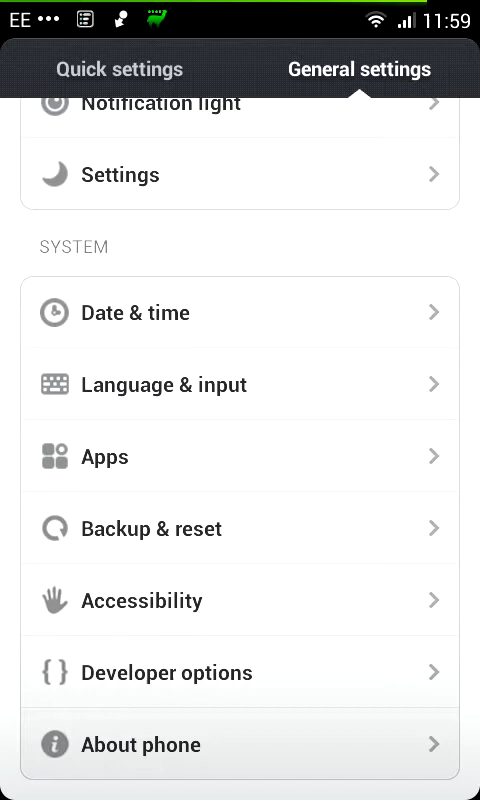 EE ••• 11:59
Quick settings General settings
Notification light
Settings
SYSTEM
Date & time
Language & input
Apps
Backup & reset
Accessibility
Developer options
About phone